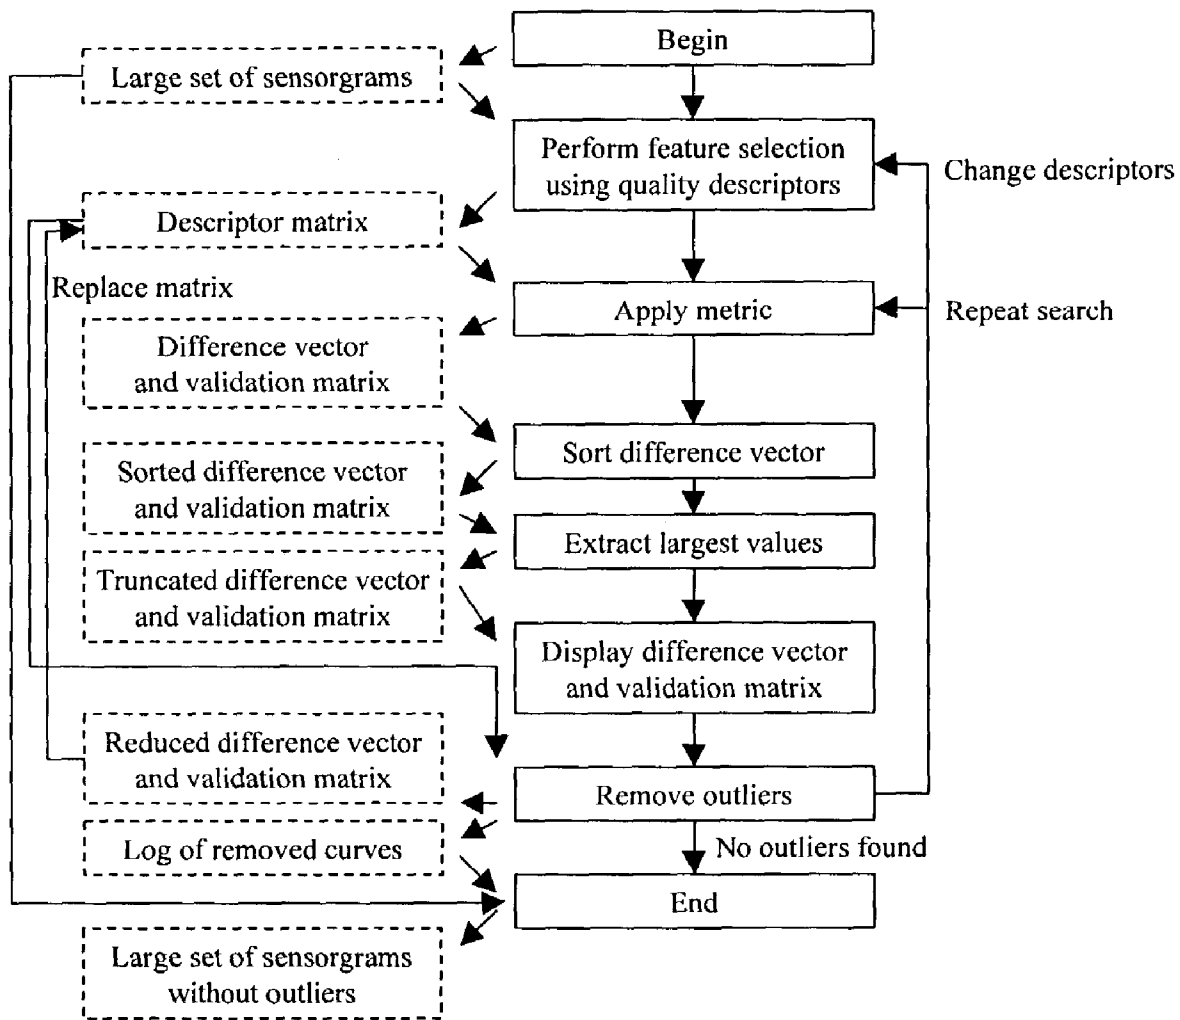 Begin
Large set of sensorgrams
Perform feature selection
using quality descriptors
Change descriptors
Descriptor matrix
Replace matrix
Apply metric
Repeat search
Difference vector
and validation matrix
Sort difference vector
Sorted difference vector
and validation matrix
Extract largest values
Truncated difference vector
and validation matrix
Display difference vector
and validation matrix
Reduced difference vector
and validation matrix
Remove outliers
Log of removed curves
No outliers found
End
Large set of sensorgrams
without outliers